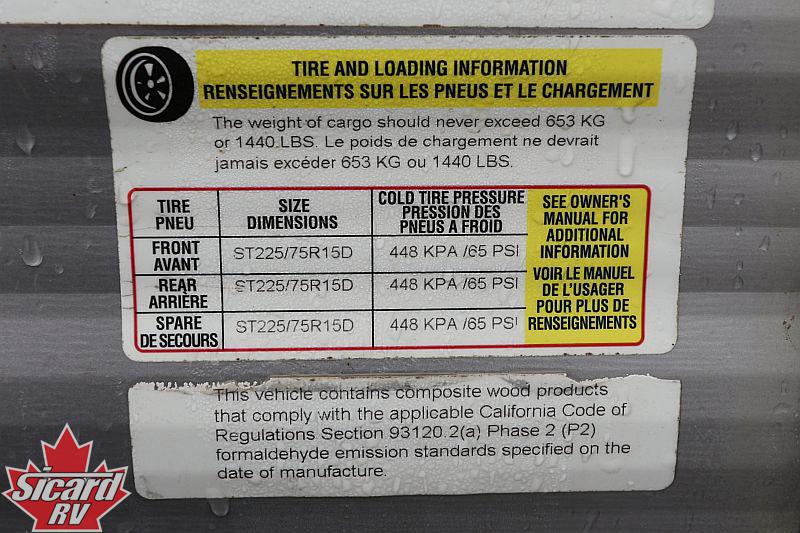 TIRE AND LOADING INFORMATION
RENSEIGNEMENTS SUR LES PNEUS ET LE CHARGEMENT
The weight of cargo should never exceed 653 KG
or 1440 LBS. Le poids de chargement ne devrait
jamais excéder 653 KG ou 1440 LBS.
TIRE PNEU SIZE DIMENSIONS COLD TIRE PRESSURE PRESSION DES PNEUS A FROID
FRONT AVANT ST225/75R15D 448 KPA /65 PSI
REAR ARRIÈRE ST225/75R15D 448 KPA /65 PSI
SPARE DE SECOURS ST225/75R15D 448 KPA /65 PSI
SEE OWNER'S
MANUAL FOR
ADDITIONAL
INFORMATION
VOIR LE MANUEL
DE L'USAGER
POUR PLUS DE
RENSEIGNEMENTS
This vehicle contains composite wood products
that comply with the applicable California Code of
Regulations Section 93120.2(a) Phase 2 (P2)
formaldehyde emission standards specified on the
date of manufacture.
Sicard
RV